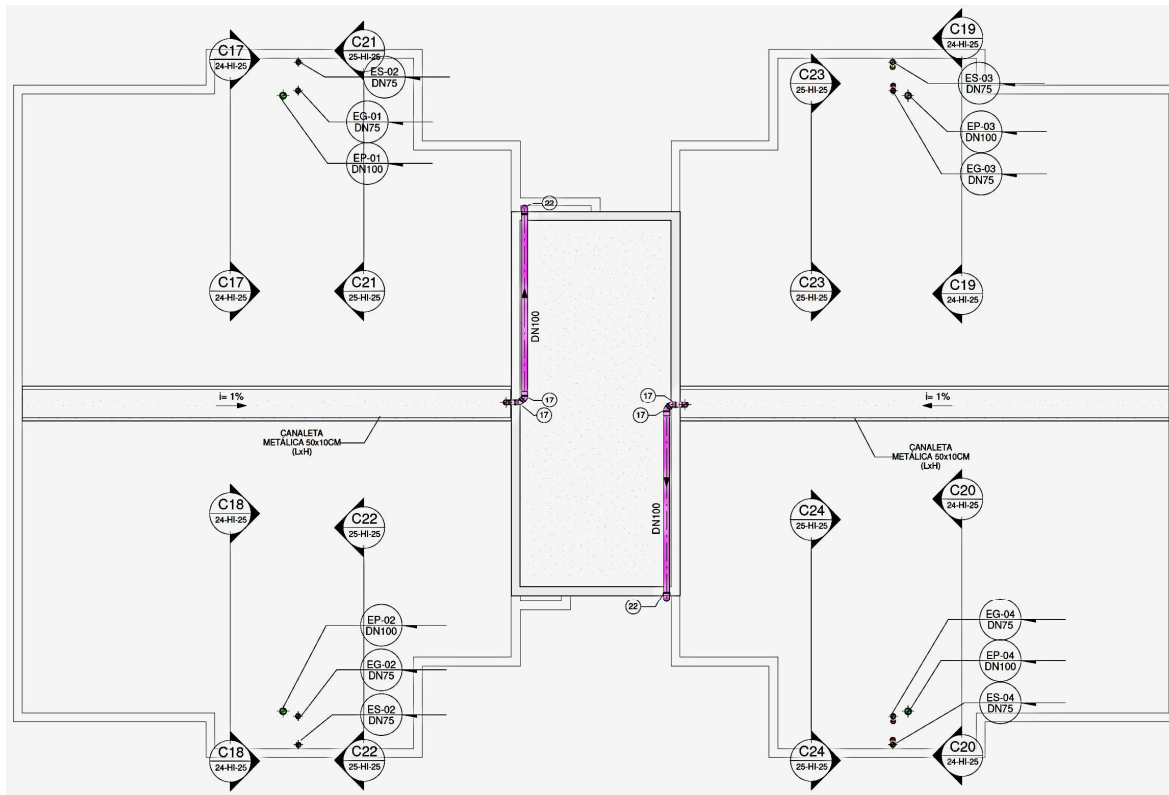 C17
24-HI-25
C21
25-HI-25
ES-02
DN75
EG-01
DN75
EP-01
DN100
C19
24-HI-25
C23
25-HI-25
ES-03
DN75
EP-03
DN100
EG-03
DN75
22
C17
24-HI-25
C21
25-HI-25
C23
25-HI-25
C19
24-HI-25
DN100
i= 1%
17
17
17
17
i= 1%
CANALETA
METÁLICA 50x10CM
(LxH)
CANALETA
METÁLICA 50x10CM
(LxH)
C18
24-HI-25
C22
25-HI-25
C24
25-HI-25
C20
24-HI-25
DN100
22
EP-02
DN100
EG-02
DN75
ES-02
DN75
EG-04
DN75
EP-04
DN100
ES-04
DN75
C18
24-HI-25
C22
25-HI-25
C24
25-HI-25
C20
24-HI-25